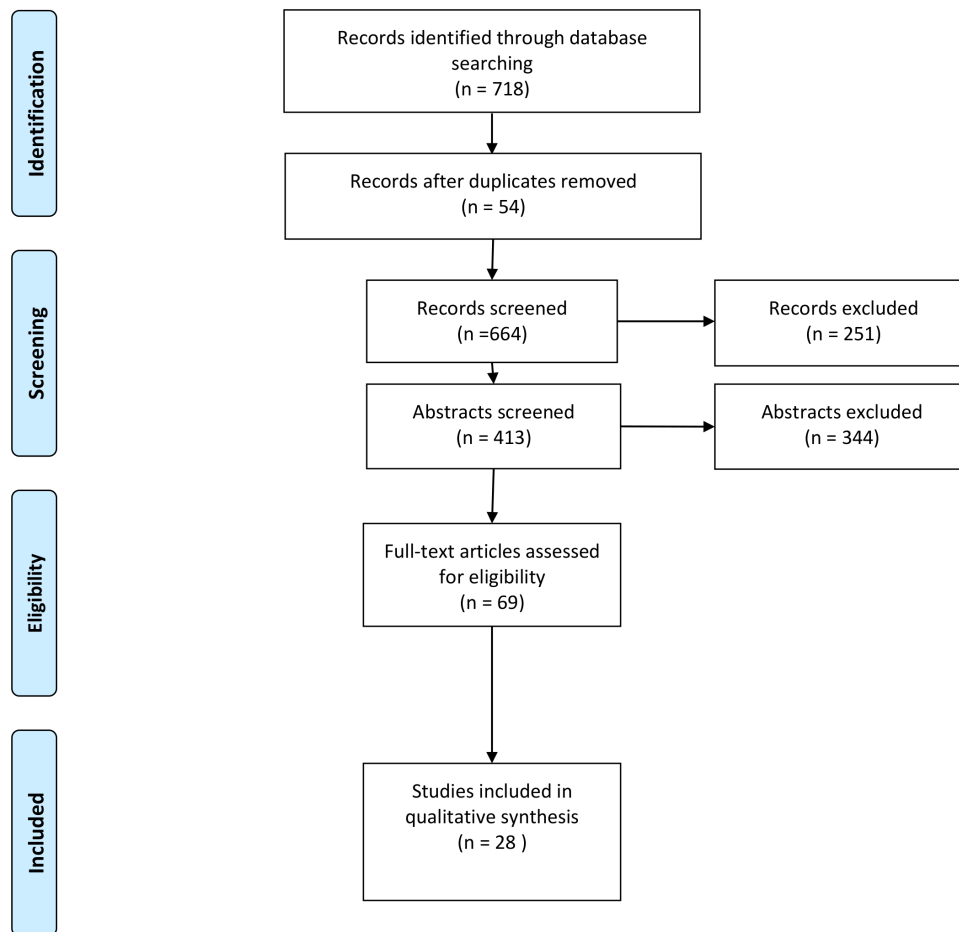 Identification
Records identified through database
searching
(n = 718)
Records after duplicates removed
(n = 54)
Screening
Records screened
(n =664)
Records excluded
(n = 251)
Abstracts screened
(n = 413)
Abstracts excluded
(n = 344)
Eligibility
Full-text articles assessed
for eligibility
(n = 69)
Included
Studies included in
qualitative synthesis
(n = 28 )